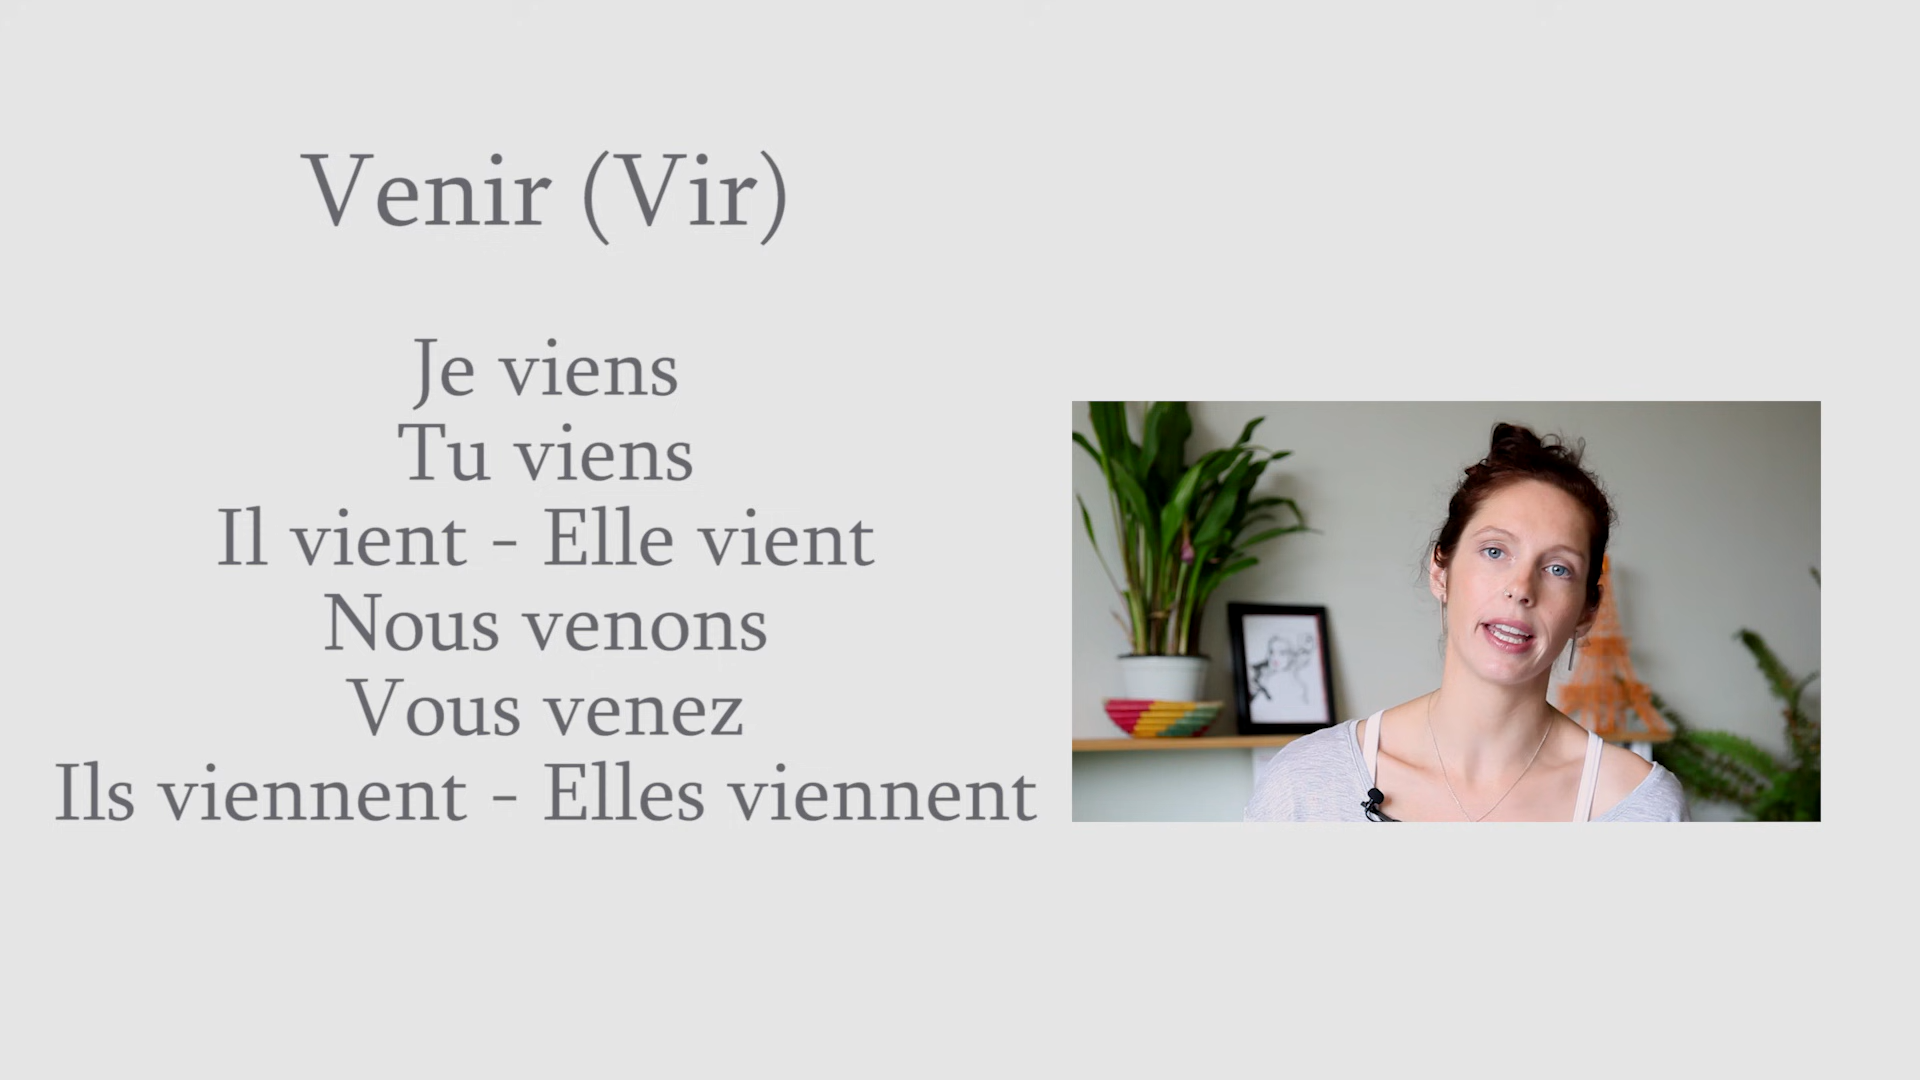 Venir (Vir)
Je viens
Tu viens
Il vient - Elle vient
Nous venons
Vous venez
Ils viennent - Elles viennent